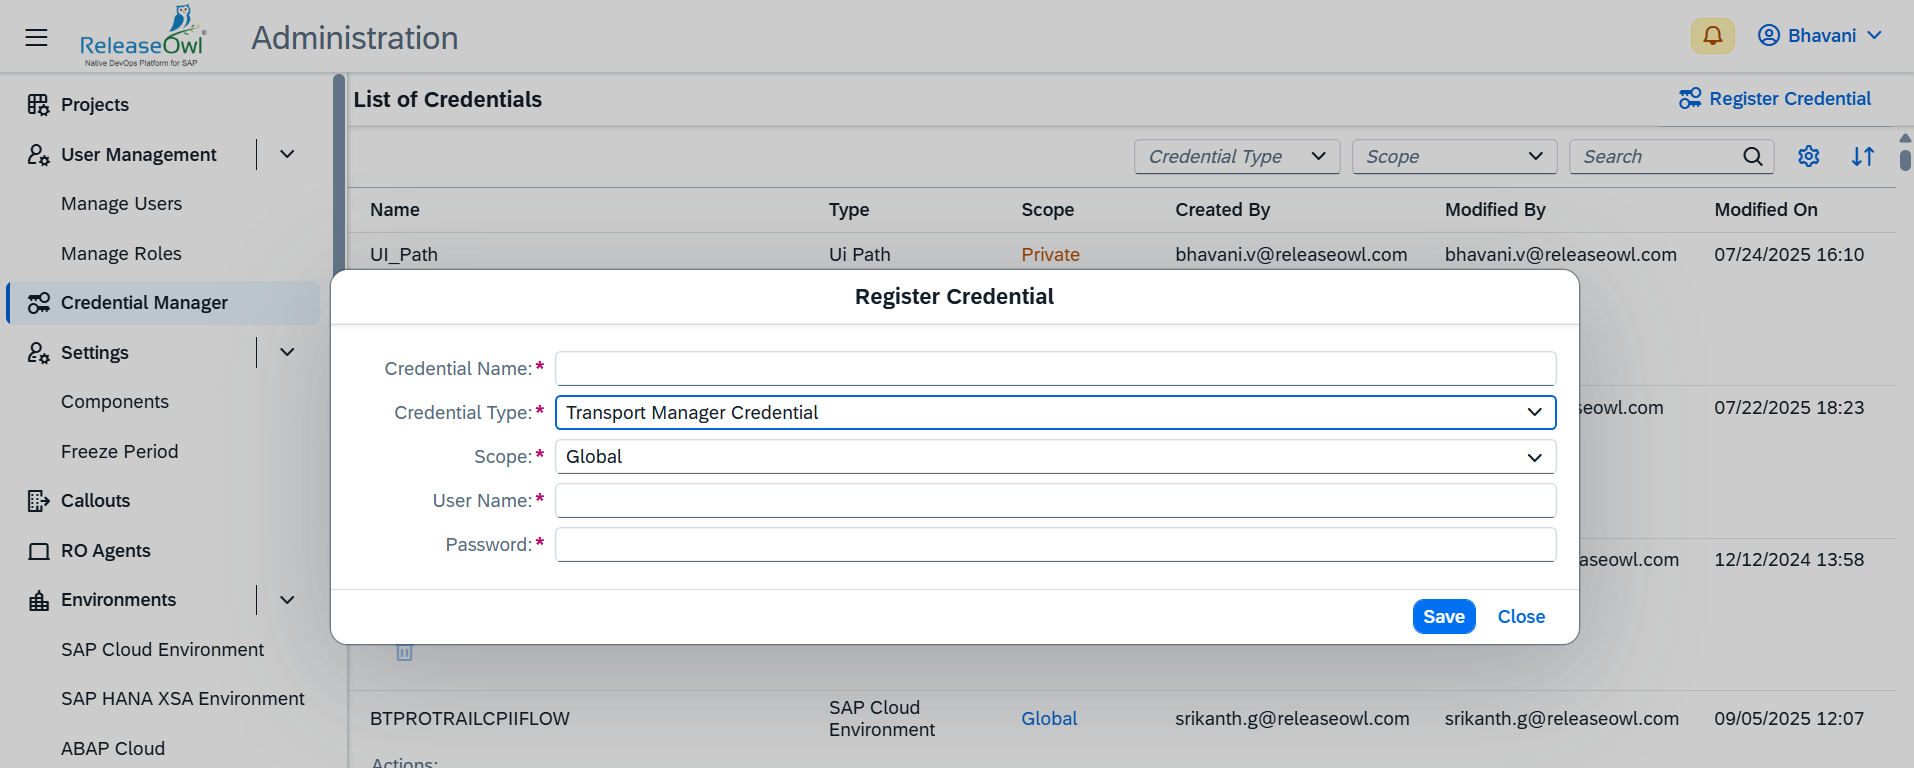 ReleaseOwl
Native DevOps Platform for SAP
Administration
Bhavani
Projects
User Management
Manage Users
Manage Roles
Credential Manager
Settings
Components
Freeze Period
Callouts
RO Agents
Environments
SAP Cloud Environment
SAP HANA XSA Environment
ABAP Cloud
List of Credentials
Register Credential
Credential Type
Scope
Search
Name Type Scope Created By Modified By Modified On
UI_Path Ui Path Private bhavani.v@releaseowl.com bhavani.v@releaseowl.com 07/24/2025 16:10
seowl.com 07/22/2025 18:23
aseowl.com 12/12/2024 13:58
Register Credential
Credential Name:*
Credential Type:* Transport Manager Credential
Scope:* Global
User Name:*
Password:*
Save Close
BTPROTRAILCPIIFLOW SAP Cloud Environment Global srikanth.g@releaseowl.com srikanth.g@releaseowl.com 09/05/2025 12:07
Actions: